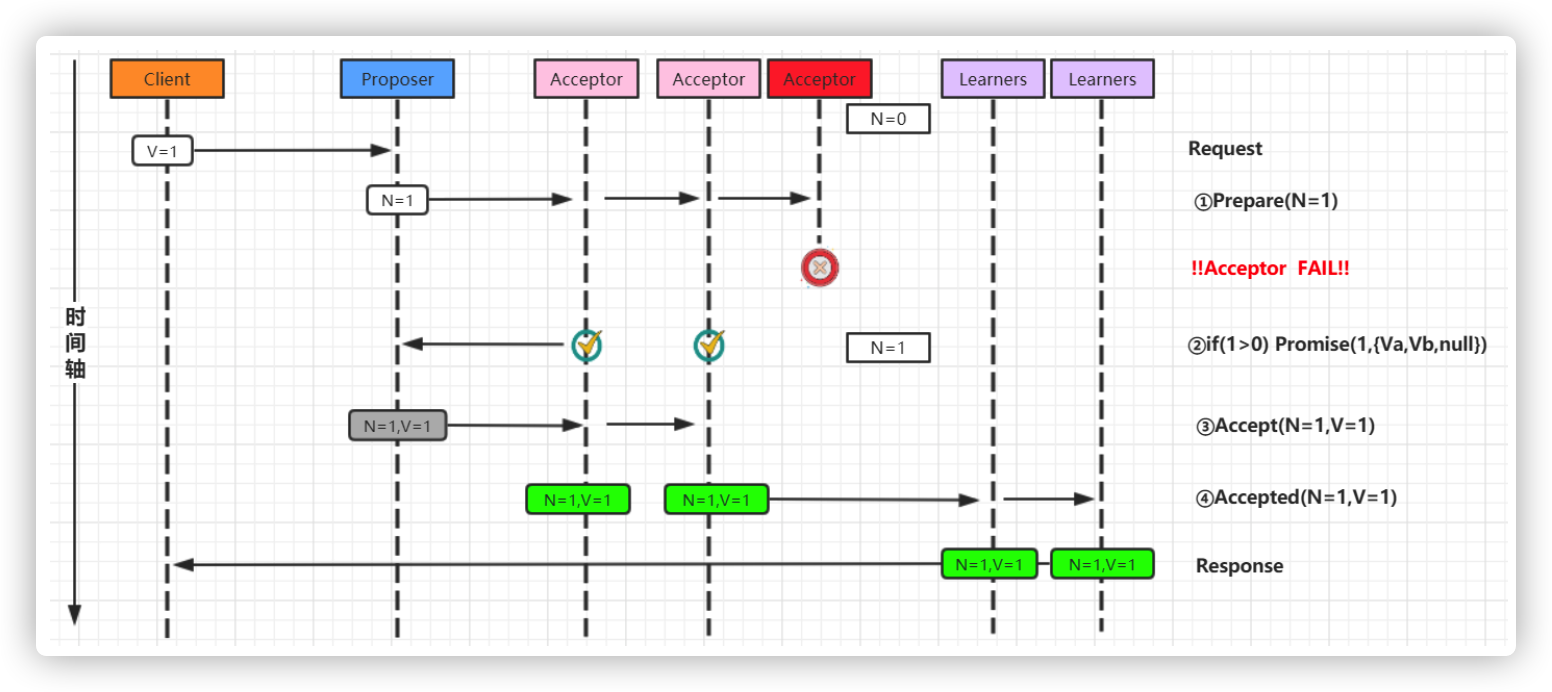 Client
Proposer
Acceptor
Acceptor
Acceptor
Learners
Learners
N=0
V=1
Request
N=1
①Prepare(N=1)
!!Acceptor FAIL!!
时间轴
N=1
②if(1>0) Promise(1,{Va,Vb,null})
N=1,V=1
③Accept(N=1,V=1)
N=1,V=1
N=1,V=1
④Accepted(N=1,V=1)
N=1,V=1
N=1,V=1
Response